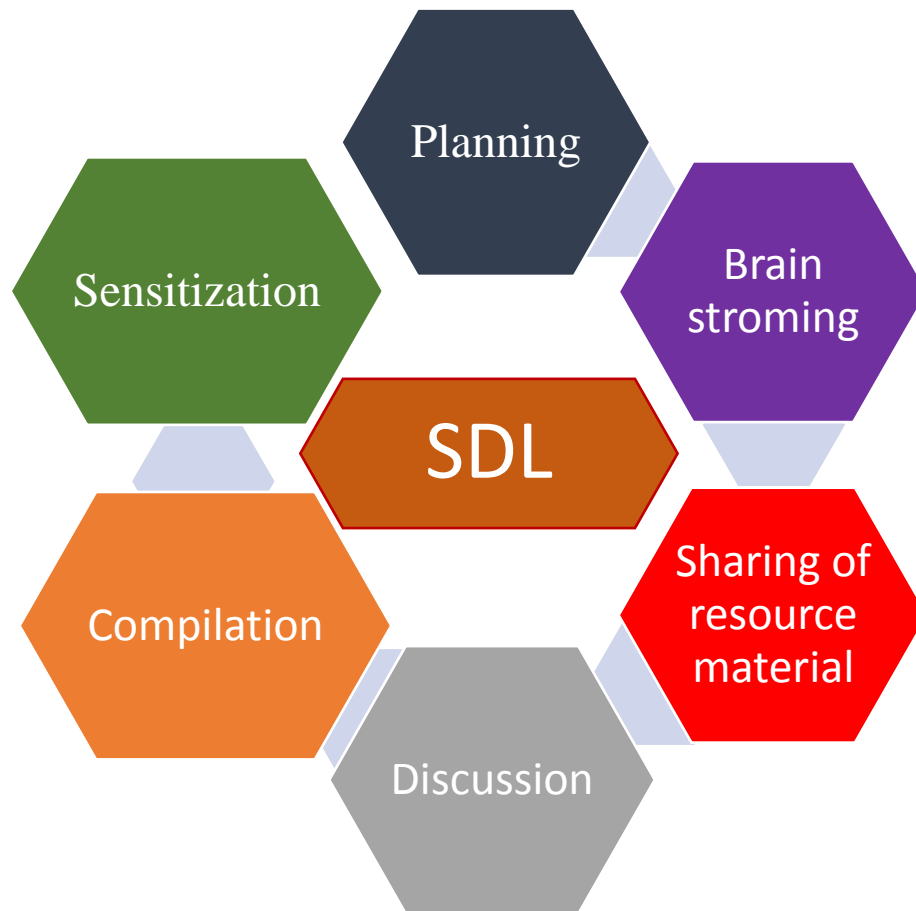 Planning
Brain
stroming
Sharing of
resource
material
Discussion
Compilation
Sensitization
SDL